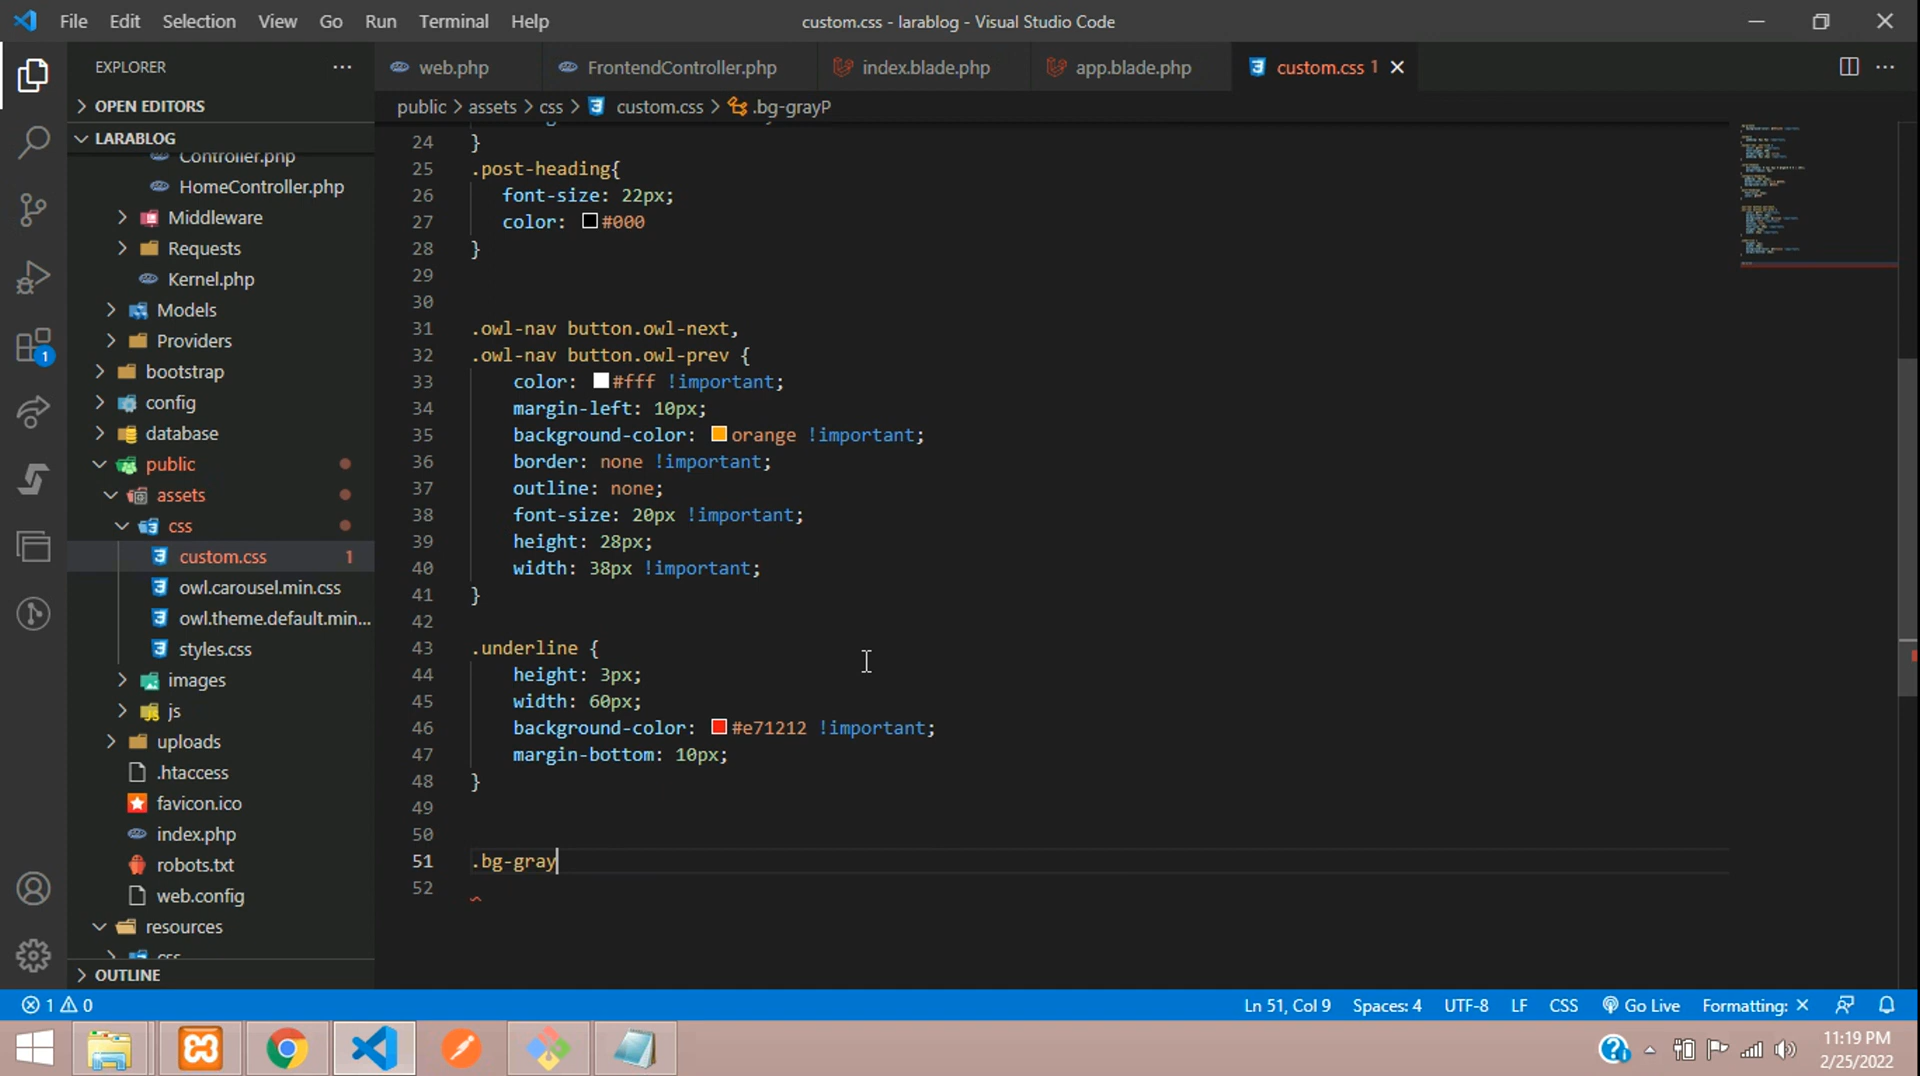 File Edit Selection View Go Run Terminal Help custom.css - larablog - Visual Studio Code
EXPLORER ...
web.php FrontendController.php index.blade.php app.blade.php custom.css 1
public > assets > css > custom.css > .bg-grayP
OPEN EDITORS
LARABLOG
Controller.php
HomeController.php
Middleware
Requests
Kernel.php
Models
Providers
bootstrap
config
database
public
assets
css
custom.css 1
owl.carousel.min.css
owl.theme.default.min...
styles.css
images
js
uploads
.htaccess
favicon.ico
index.php
robots.txt
web.config
resources
css
OUTLINE
1
24 }
25 .post-heading{
26 font-size: 22px;
27 color: #000
28 }
29
30
31 .owl-nav button.owl-next,
32 .owl-nav button.owl-prev {
33 color: #fff !important;
34 margin-left: 10px;
35 background-color: orange !important;
36 border: none !important;
37 outline: none;
38 font-size: 20px !important;
39 height: 28px;
40 width: 38px !important;
41 }
42
43 .underline {
44 height: 3px;
45 width: 60px;
46 background-color: #e71212 !important;
47 margin-bottom: 10px;
48 }
49
50
51 .bg-gray
52
1 0 Ln 51, Col 9 Spaces: 4 UTF-8 LF CSS Go Live Formatting: ×
11:19 PM
2/25/2022